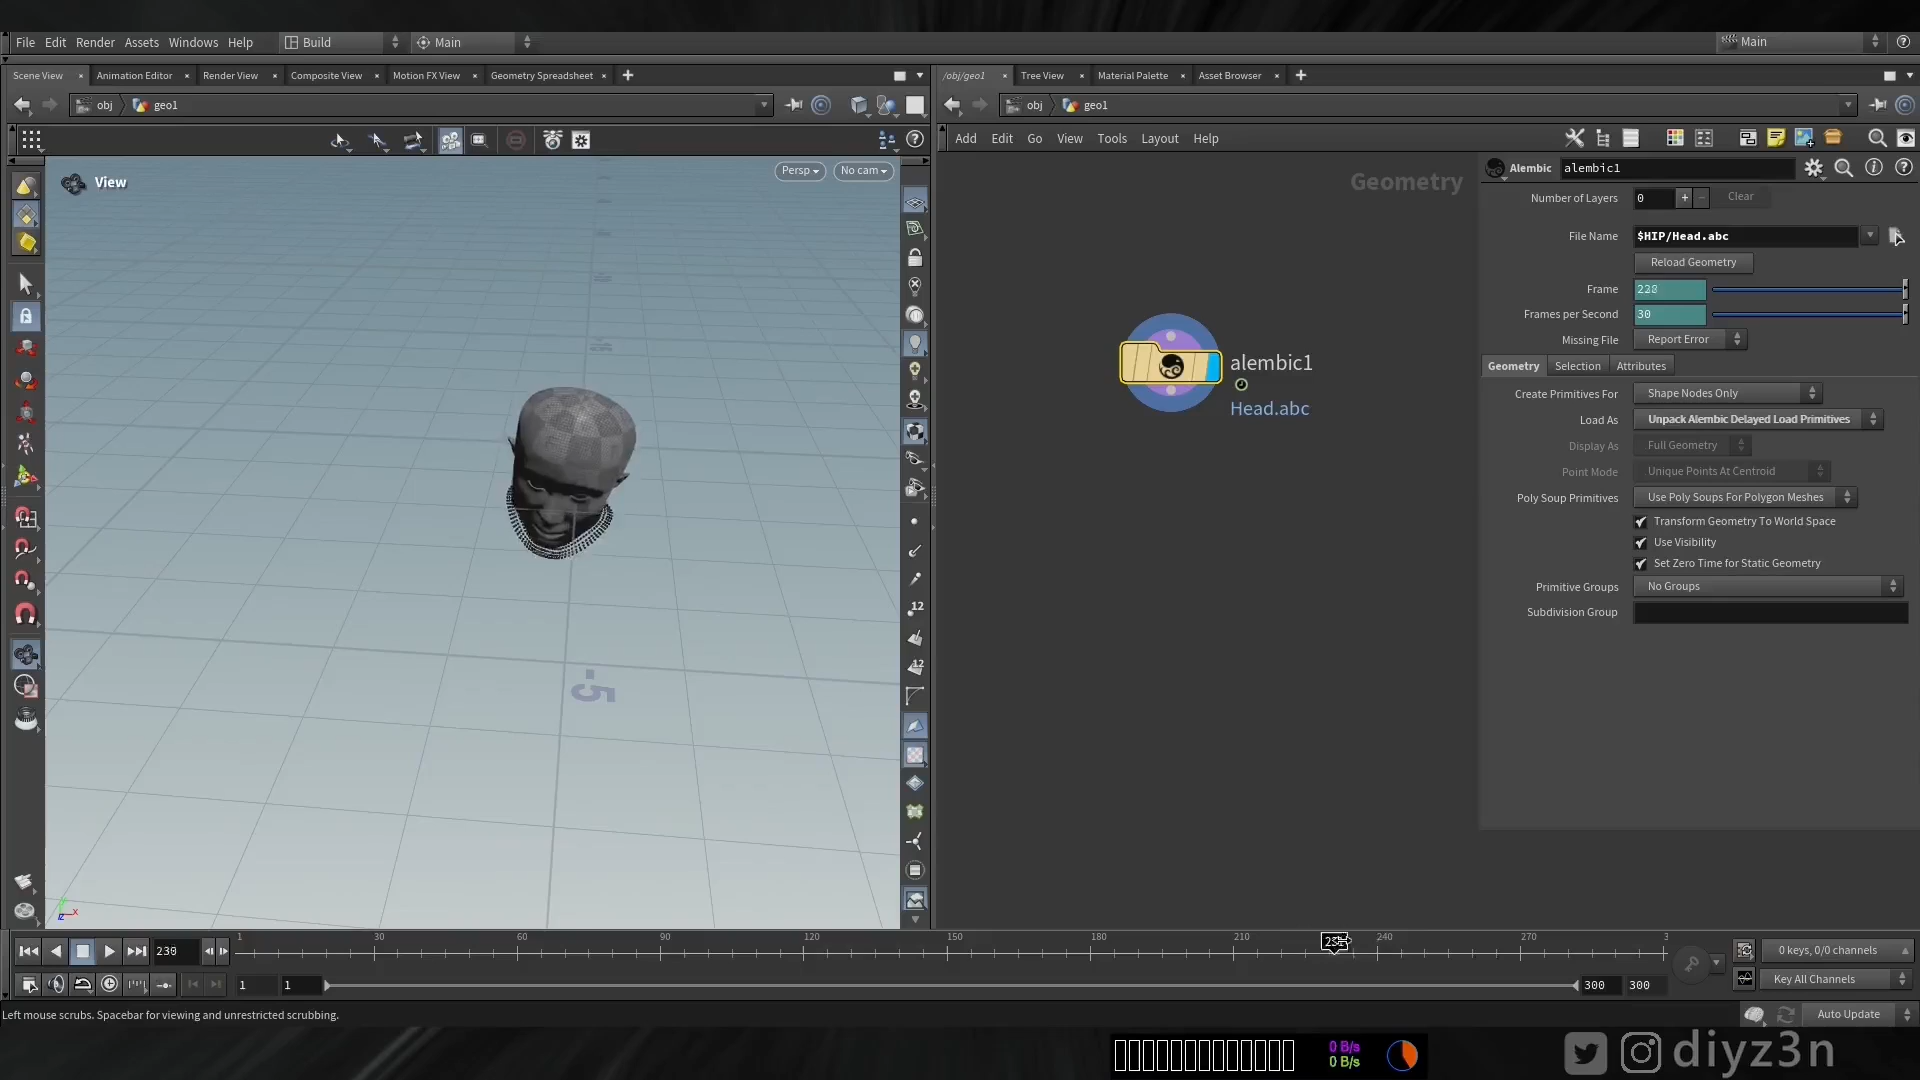 File Edit Render Assets Windows Help Build Main Main
Scene View Animation Editor Render View Composite View Motion FX View Geometry Spreadsheet
/obj/geo1 Tree View Material Palette Asset Browser
obj geo1
obj geo1
Add Edit Go View Tools Layout Help
View
Persp
No cam
Geometry
Alembic alembic1
Number of Layers 0 Clear
File Name $HIP/Head.abc
Reload Geometry
Frame 228
Frames per Second 30
Missing File Report Error
Geometry Selection Attributes
Create Primitives For Shape Nodes Only
Load As Unpack Alembic Delayed Load Primitives
Display As Full Geometry
Point Mode Unique Points At Centroid
Poly Soup Primitives Use Poly Soups For Polygon Meshes
Transform Geometry To World Space
Use Visibility
Set Zero Time for Static Geometry
Primitive Groups No Groups
Subdivision Group
alembic1
Head.abc
12
12
-5
x
230
1 30 60 90 120 150 180 210 240 270 3
0 keys, 0/0 channels
1 1 300 300
Key All Channels
Left mouse scrubs. Spacebar for viewing and unrestricted scrubbing.
Auto Update
0 B/s
0 B/s
diyz3n